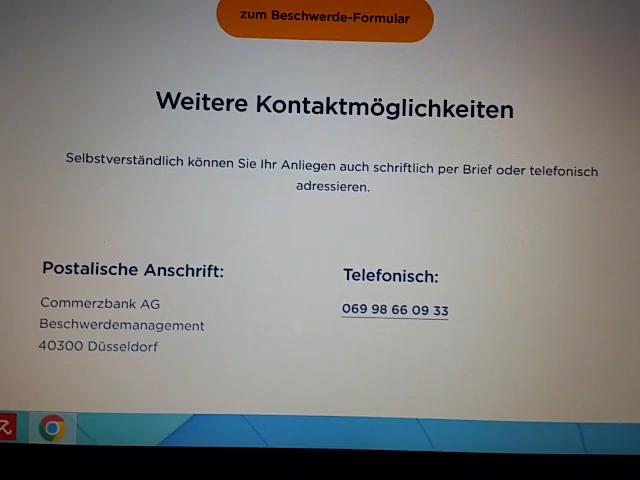 zum Beschwerde-Formular
Weitere Kontaktmöglichkeiten
Selbstverständlich können Sie Ihr Anliegen auch schriftlich per Brief oder telefonisch
adressieren.
Postalische Anschrift:
Commerzbank AG
Beschwerdemanagement
40300 Düsseldorf
Telefonisch:
069 98 66 09 33